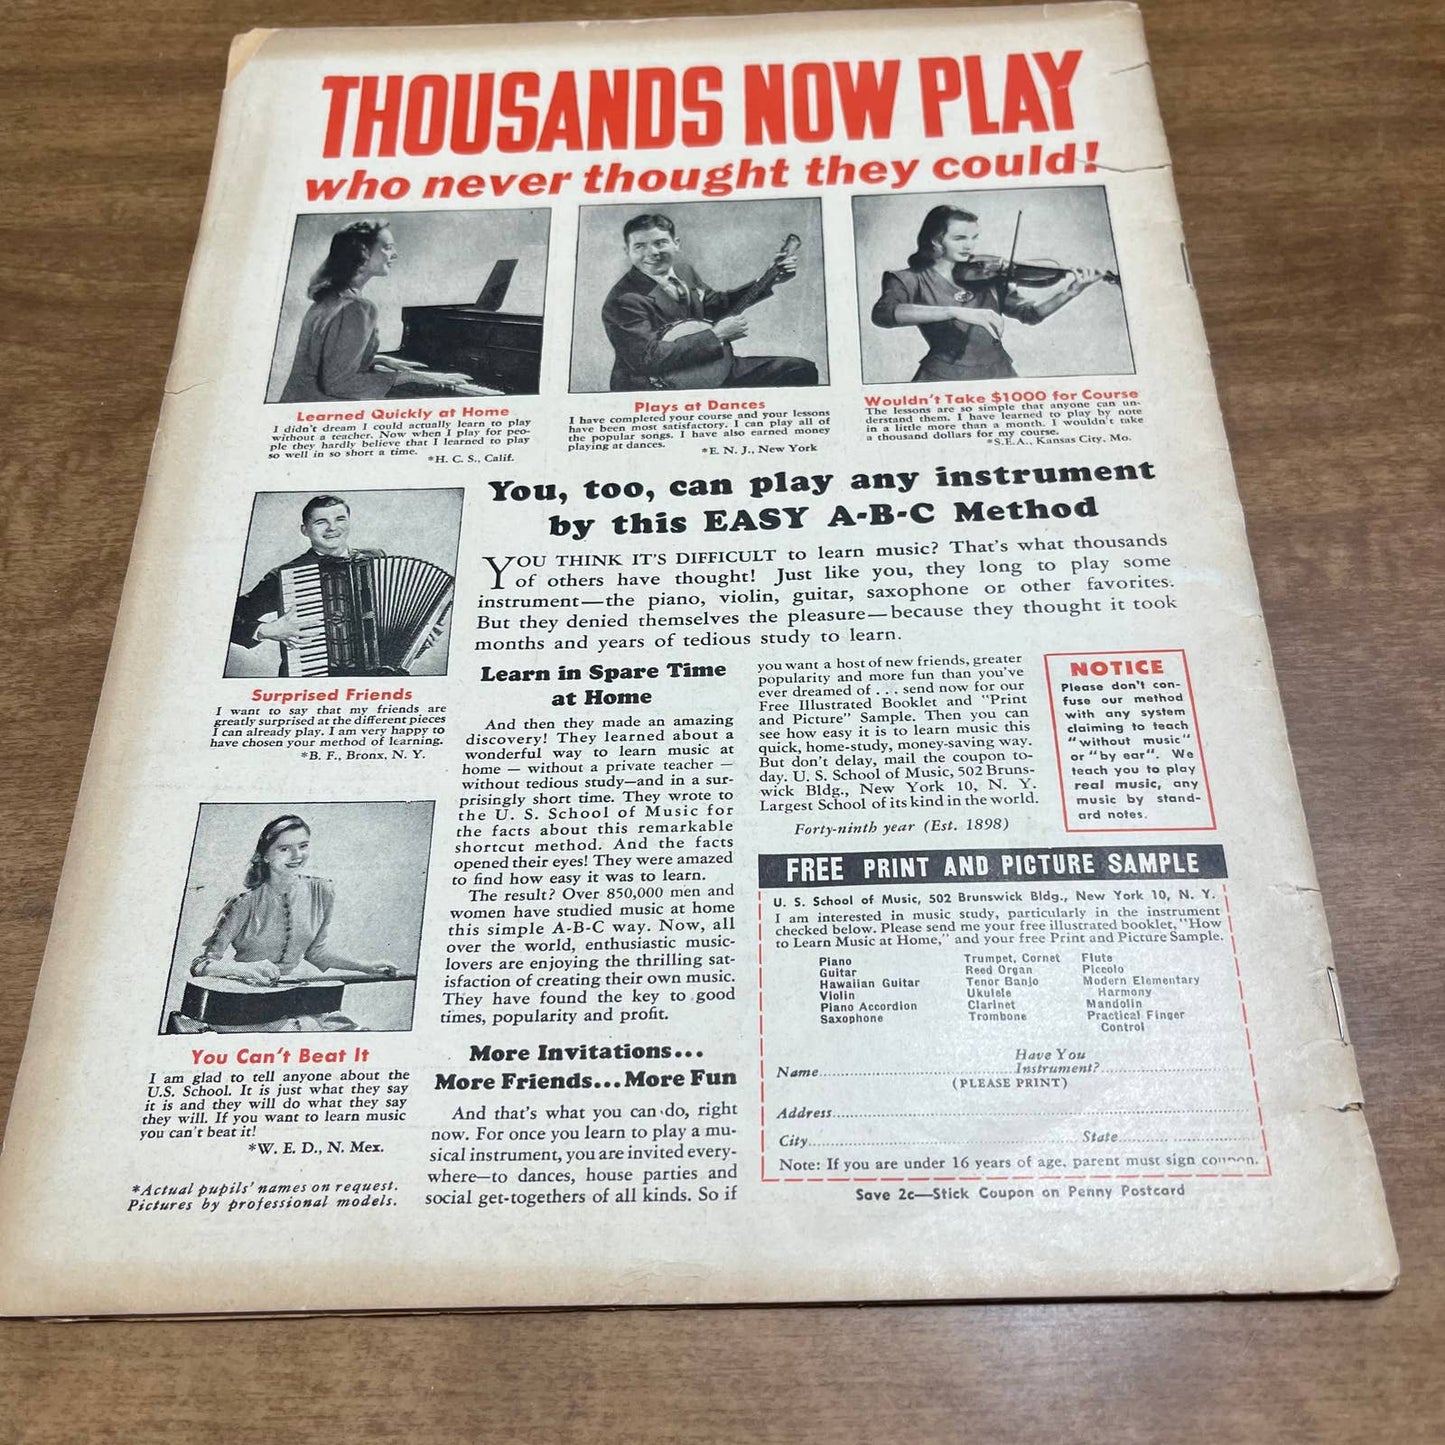 THOUSANDS NOW PLAY
who never thought they could!
Learned Quickly at Home
I didn't dream I could actually learn to play
without a teacher. Now when I play for peo-
ple they hardly believe that I learned to play
so well in so short a time.
*H. C. S., Calif.
Plays at Dances
I have completed your course and your lessons
have been most satisfactory. I can play all of
the popular songs. I have also earned money
playing at dances.
*E. N. J., New York
Wouldn't Take $1000 for Course
The lessons are so simple that anyone can un-
derstand them. I have learned to play by note
in a little more than a month. I wouldn't take
a thousand dollars for my course.
*S.E.A., Kansas City, Mo.
Surprised Friends
I want to say that my friends are
greatly surprised at the different pieces
I can already play. I am very happy to
have chosen your method of learning.
*B. F., Bronx, N. Y.
You Can't Beat It
I am glad to tell anyone about the
U.S. School. It is just what they say
it is and they will do what they say
they will. If you want to learn music
you can't beat it!
*W. E. D., N. Mex.
*Actual pupils' names on request.
Pictures by professional models.
You, too, can play any instrument
by this EASY A-B-C Method
YOU THINK IT'S DIFFICULT to learn music? That's what thousands
of others have thought! Just like you, they long to play some
instrument—the piano, violin, guitar, saxophone or other favorites.
But they denied themselves the pleasure—because they thought it took
months and years of tedious study to learn.
Learn in Spare Time
at Home
And then they made an amazing
discovery! They learned about a
wonderful way to learn music at
home — without a private teacher —
without tedious study—and in a sur-
prisingly short time. They wrote to
the U. S. School of Music for
the facts about this remarkable
shortcut method. And the facts
opened their eyes! They were amazed
to find how easy it was to learn.
The result? Over 850,000 men and
women have studied music at home
this simple A-B-C way. Now, all
over the world, enthusiastic music-
lovers are enjoying the thrilling sat-
isfaction of creating their own music.
They have found the key to good
times, popularity and profit.
More Invitations...
More Friends...More Fun
And that's what you can do, right
now. For once you learn to play a mu-
sical instrument, you are invited every-
where—to dances, house parties and
social get-togethers of all kinds. So if
you want a host of new friends, greater
popularity and more fun than you've
ever dreamed of . . . send now for our
Free Illustrated Booklet and "Print
and Picture" Sample. Then you can
see how easy it is to learn music this
quick, home-study, money-saving way.
But don't delay, mail the coupon to-
day. U. S. School of Music, 502 Bruns-
wick Bldg., New York 10, N. Y.
Largest School of its kind in the world.
Forty-ninth year (Est. 1898)
NOTICE
Please don't con-
fuse our method
with any system
claiming to teach
"without music"
or "by ear". We
teach you to play
real music, any
music by stand-
ard notes.
FREE PRINT AND PICTURE SAMPLE
U. S. School of Music, 502 Brunswick Bldg., New York 10, N. Y.
I am interested in music study, particularly in the instrument
checked below. Please send me your free illustrated booklet, "How
to Learn Music at Home," and your free Print and Picture Sample.
Piano
Guitar
Hawaiian Guitar
Violin
Piano Accordion
Saxophone
Trumpet, Cornet
Reed Organ
Tenor Banjo
Ukulele
Clarinet
Trombone
Flute
Piccolo
Modern Elementary
Harmony
Mandolin
Practical Finger
Control
Have You
Name.......... Instrument?..........
(PLEASE PRINT)
Address..........
City.......... State..........
Note: If you are under 16 years of age, parent must sign coupon.
Save 2c—Stick Coupon on Penny Postcard